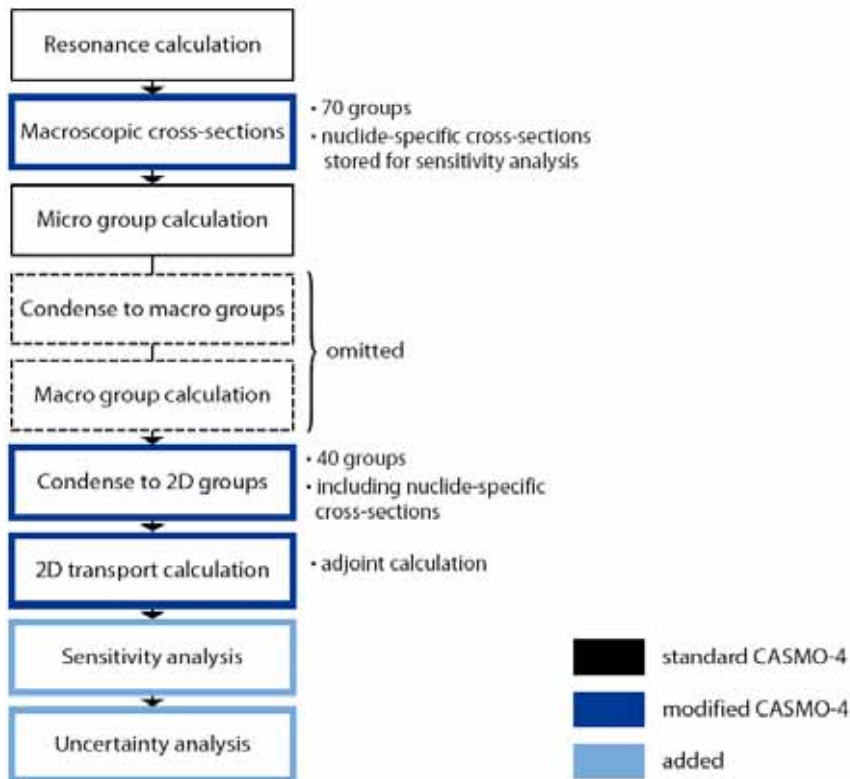 Resonance calculation
Macroscopic cross-sections
• 70 groups
• nuclide-specific cross-sections
stored for sensitivity analysis
Micro group calculation
Condense to macro groups
omitted
Macro group calculation
Condense to 2D groups
• 40 groups
• including nuclide-specific
cross-sections
2D transport calculation
• adjoint calculation
Sensitivity analysis
Uncertainty analysis
standard CASMO-4
modified CASMO-4
added